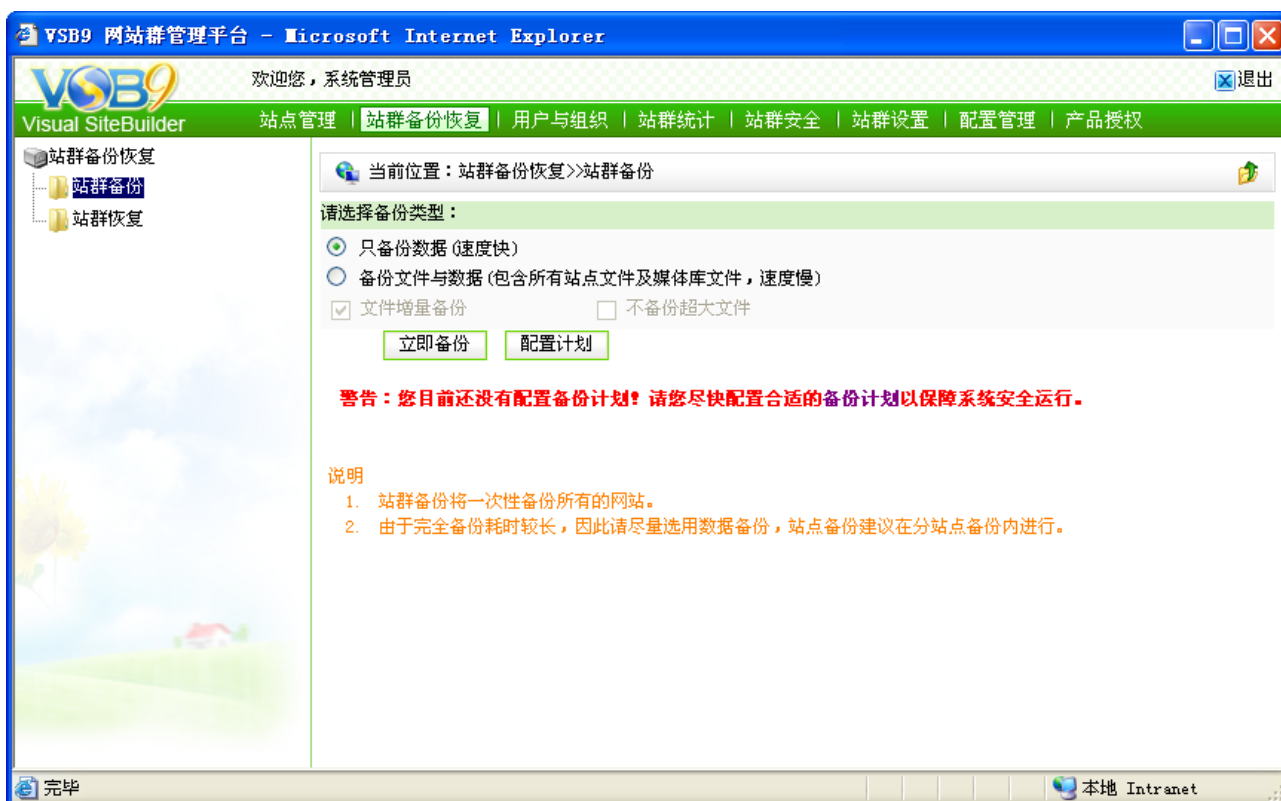 VSB9 网站群管理平台 - Microsoft Internet Explorer
VSB9
Visual SiteBuilder
欢迎您，系统管理员
退出
站点管理 | 站群备份恢复 | 用户与组织 | 站群统计 | 站群安全 | 站群设置 | 配置管理 | 产品授权
站群备份恢复
站群备份
站群恢复
当前位置：站群备份恢复>>站群备份
请选择备份类型：
只备份数据(速度快)
备份文件与数据(包含所有站点文件及媒体库文件，速度慢)
文件增量备份 不备份超大文件
立即备份 配置计划
警告：您目前还没有配置备份计划！请您尽快配置合适的备份计划以保障系统安全运行。
说明
1. 站群备份将一次性备份所有的网站。
2. 由于完全备份耗时较长，因此请尽量选用数据备份，站点备份建议在分站点备份内进行。
完毕
本地 Intranet